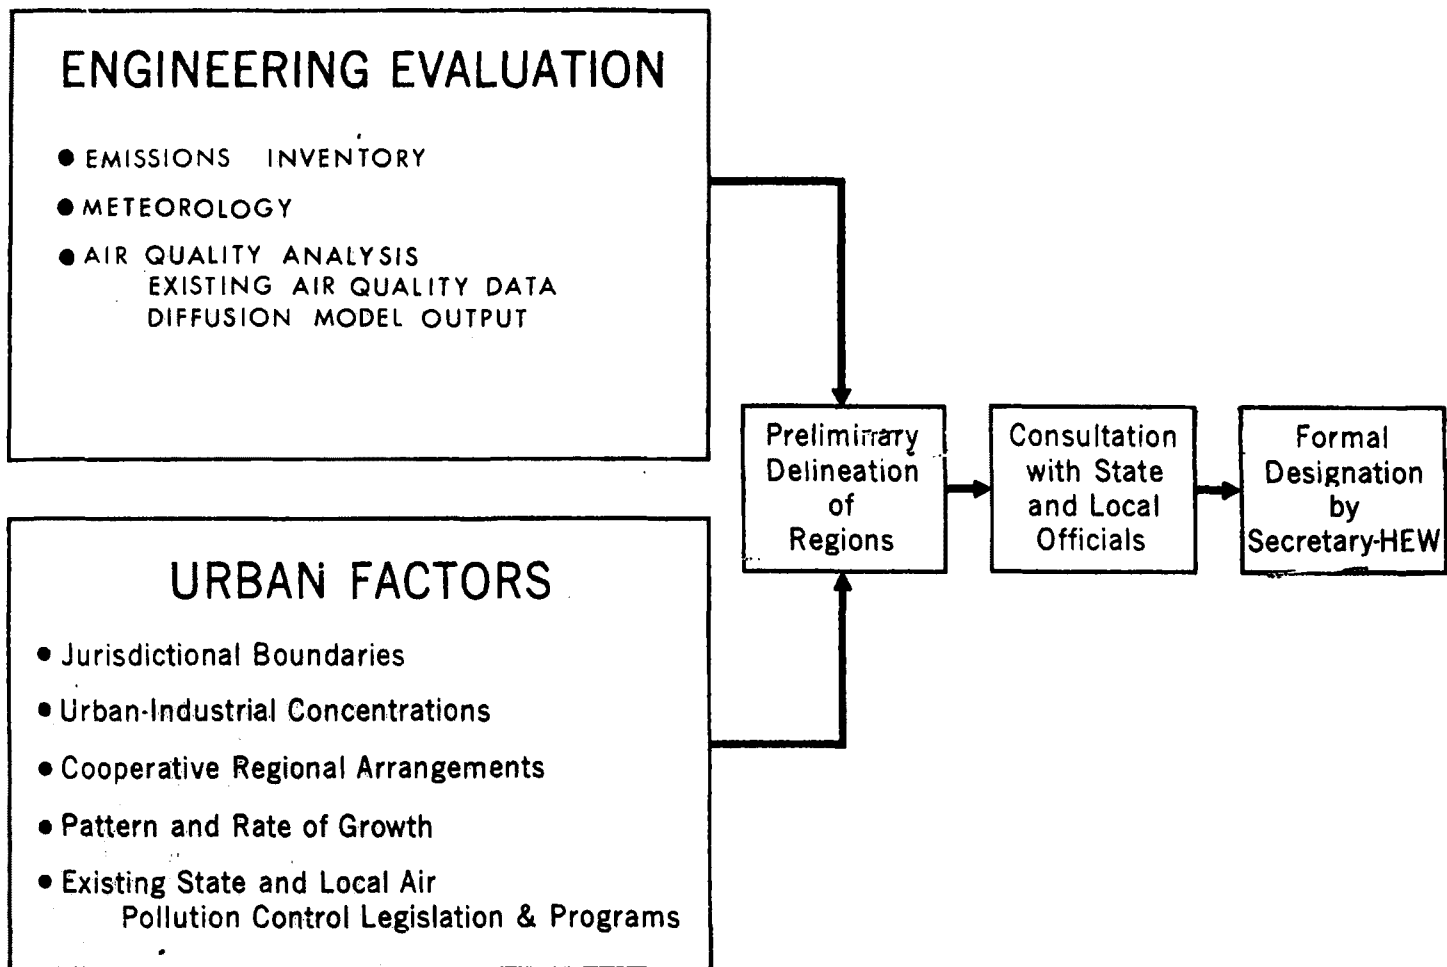 ENGINEERING EVALUATION
● EMISSIONS INVENTORY
● METEOROLOGY
● AIR QUALITY ANALYSIS
EXISTING AIR QUALITY DATA
DIFFUSION MODEL OUTPUT
URBAN FACTORS
● Jurisdictional Boundaries
● Urban-Industrial Concentrations
● Cooperative Regional Arrangements
● Pattern and Rate of Growth
● Existing State and Local Air
Pollution Control Legislation & Programs
Preliminary
Delineation
of
Regions
Consultation
with State
and Local
Officials
Formal
Designation
by
Secretary-HEW